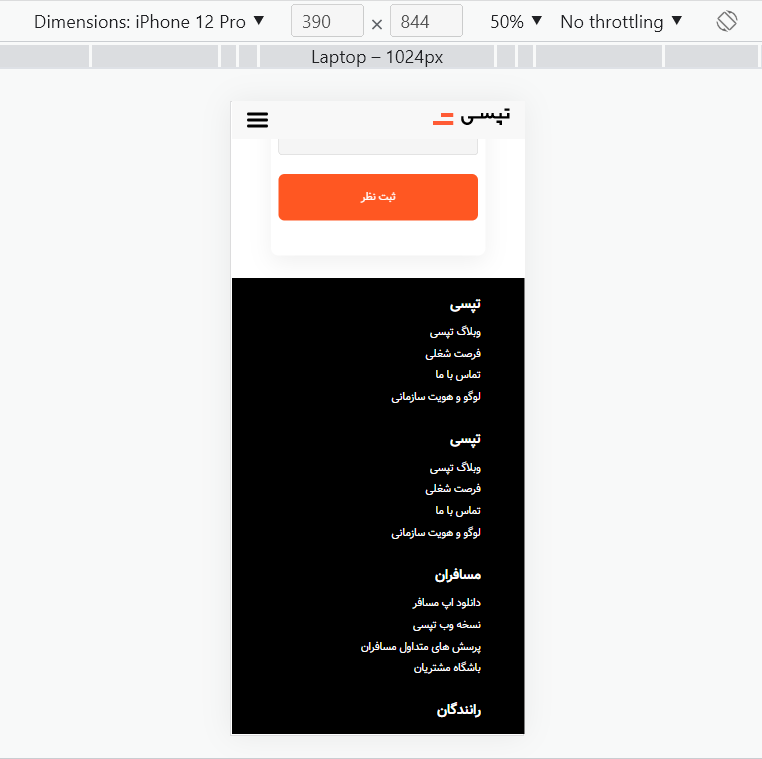 Dimensions: iPhone 12 Pro ▼ 390 × 844 50% ▼ No throttling ▼
Laptop – 1024px
تپسی
ثبت نظر
تپسی
وبلاگ تپسی
فرصت شغلی
تماس با ما
لوگو و هویت سازمانی
تپسی
وبلاگ تپسی
فرصت شغلی
تماس با ما
لوگو و هویت سازمانی
مسافران
دانلود اپ مسافر
نسخه وب تپسی
پرسش های متداول مسافران
باشگاه مشتریان
رانندگان